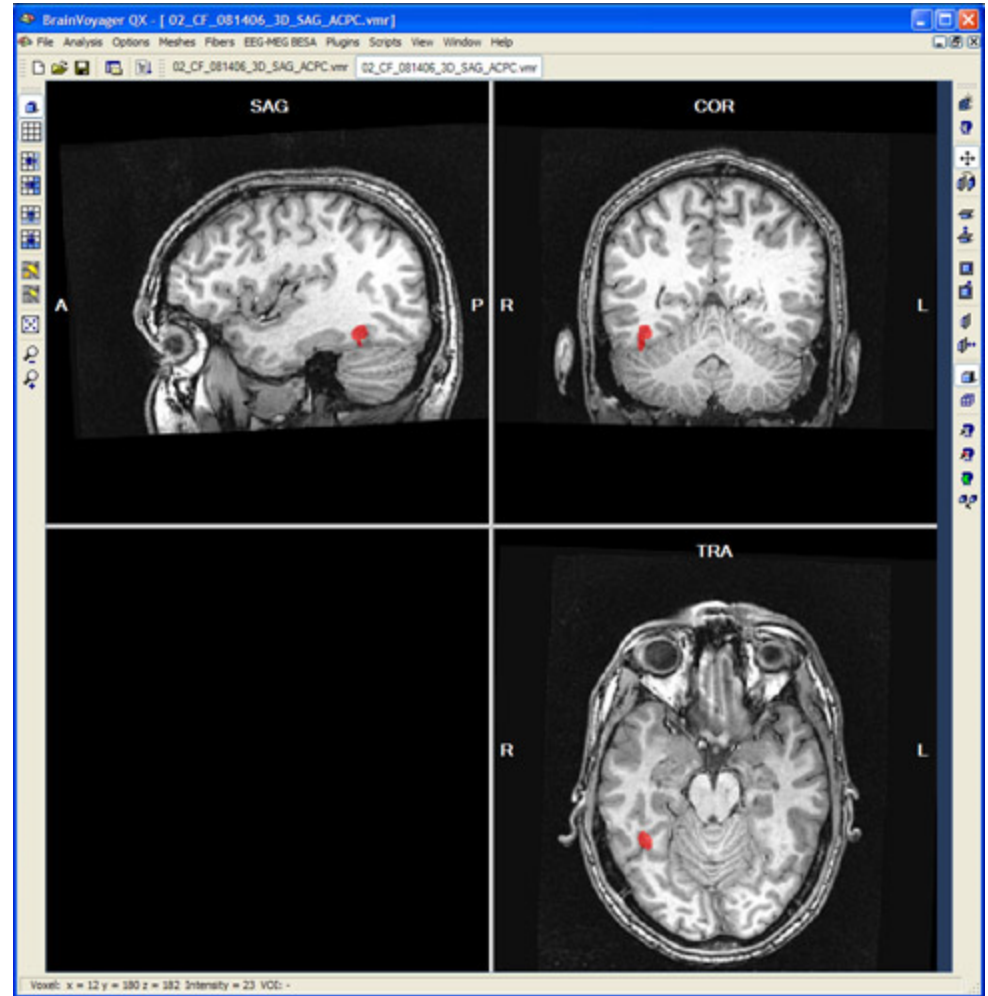 BrainVoyager QX - [ 02_CF_081406_3D_SAG_ACPC.vmr]
File Analysis Options Meshes Fibers EEG-MEG BESA Plugins Scripts View Window Help
02_CF_081406_3D_SAG_ACPC.vmr 02_CF_081406_3D_SAG_ACPC.vmr
SAG COR
A P R L
TRA
R L
Voxel: x = 12 y = 180 z = 182 Intensity = 23 VOI: -